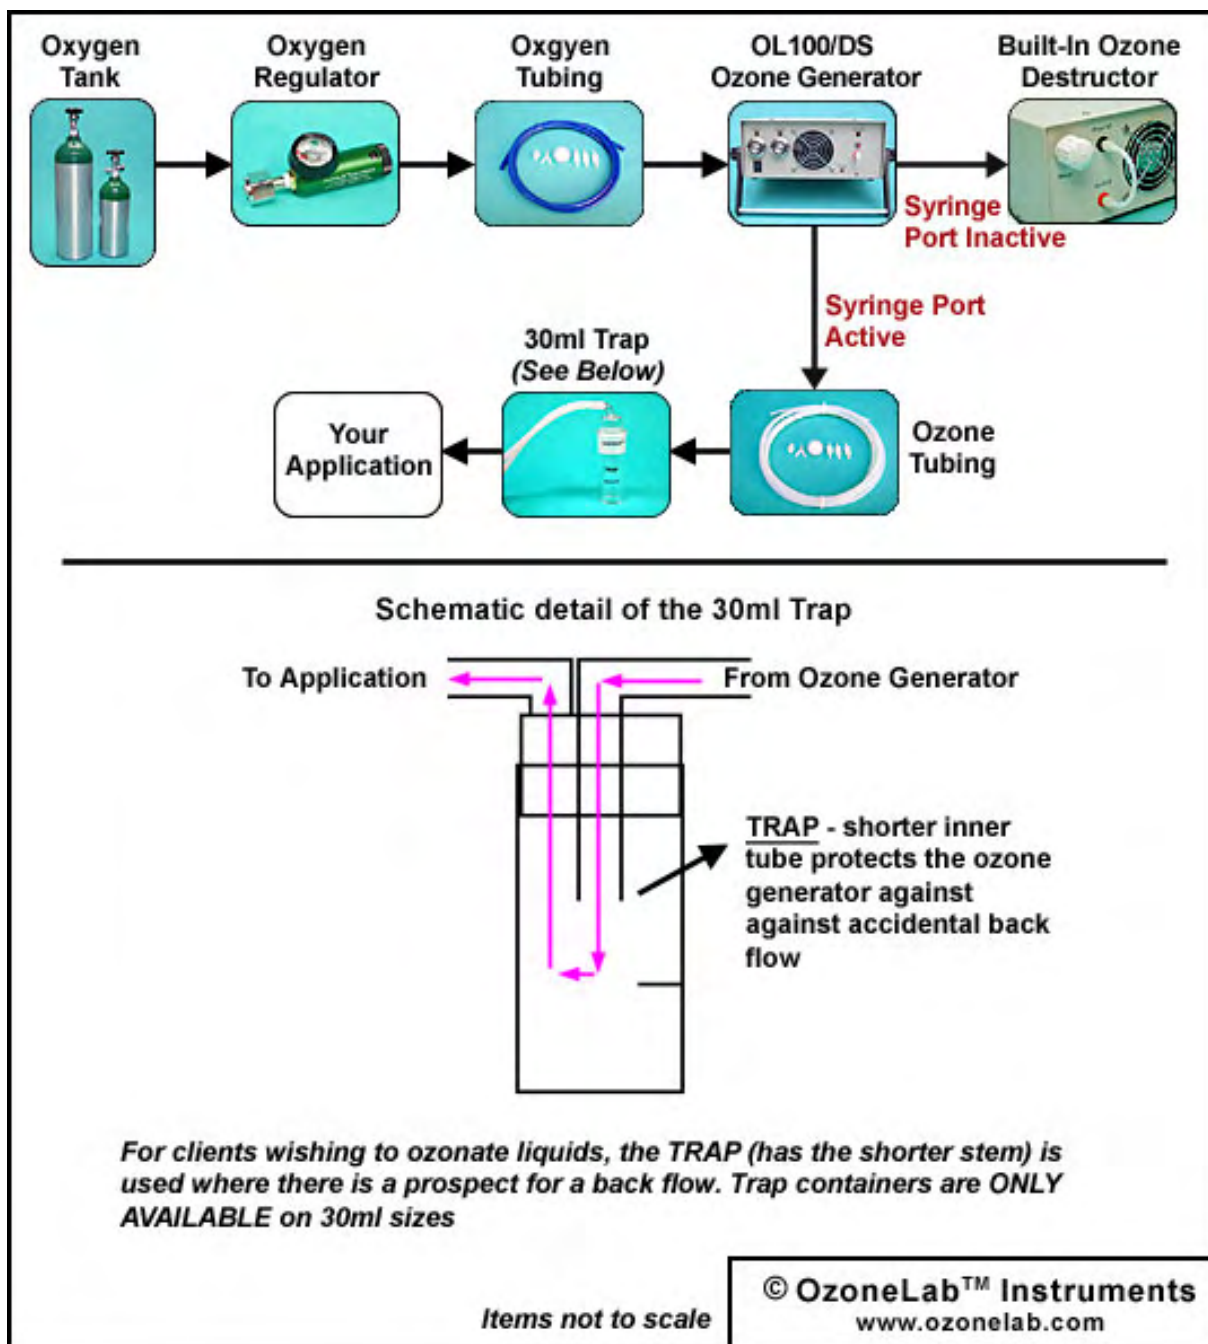 Oxygen
Tank
Oxygen
Regulator
Oxgyen
Tubing
OL100/DS
Ozone Generator
Built-In Ozone
Destructor
Syringe
Port Inactive
Syringe Port
Active
30ml Trap
(See Below)
Your
Application
Ozone
Tubing
Schematic detail of the 30ml Trap
To Application
From Ozone Generator
TRAP - shorter inner
tube protects the ozone
generator against
against accidental back
flow
For clients wishing to ozonate liquids, the TRAP (has the shorter stem) is
used where there is a prospect for a back flow. Trap containers are ONLY
AVAILABLE on 30ml sizes
Items not to scale
© OzoneLab™ Instruments
www.ozonelab.com